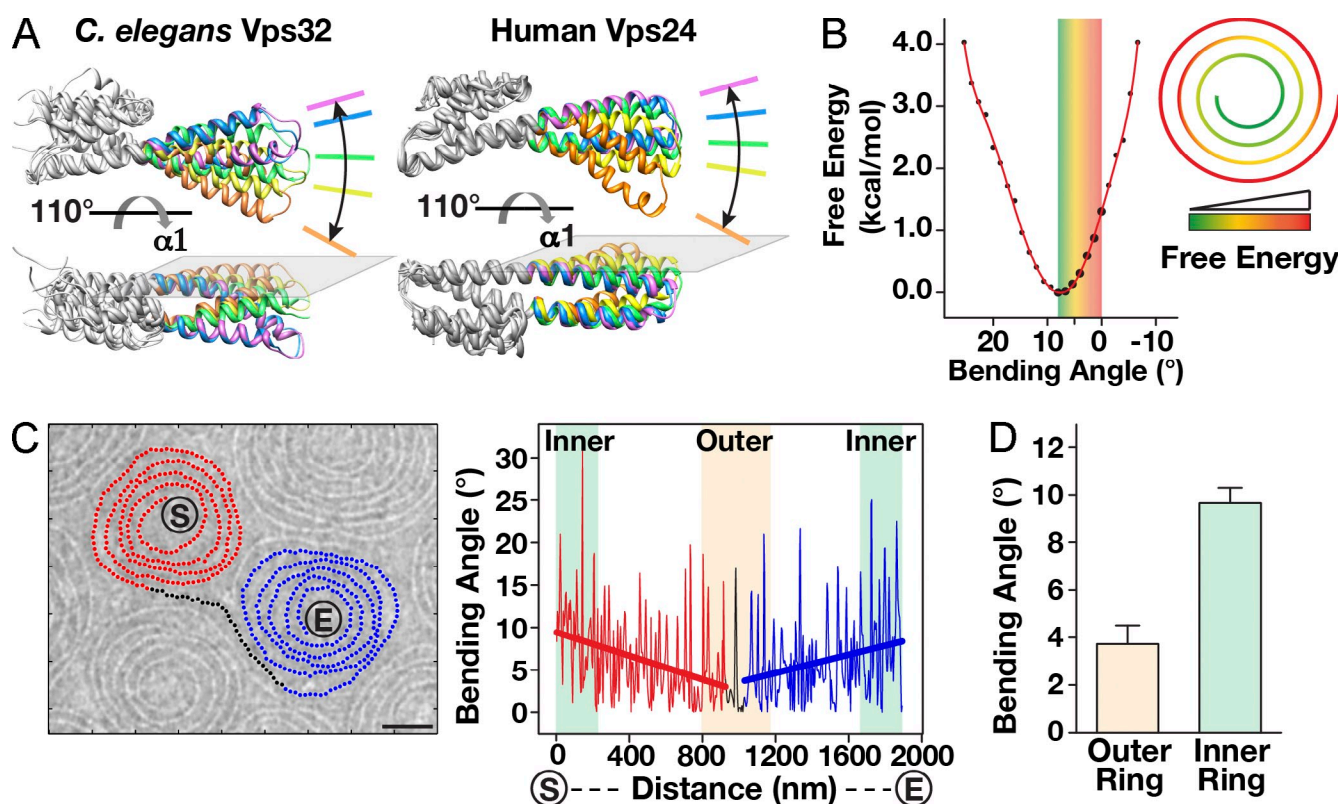 A
C. elegans Vps32
Human Vps24
110°
α1
110°
α1
B
Free Energy
(kcal/mol)
4.0
3.0
2.0
1.0
0.0
20 10 0 -10
Bending Angle (°)
Free Energy
C
S
E
Inner Outer Inner
Bending Angle (°)
30
25
20
15
10
5
0
0 400 800 1200 1600 2000
S --- Distance (nm) --- E
D
Bending Angle (°)
12
10
8
6
4
2
0
Outer Inner
Ring Ring